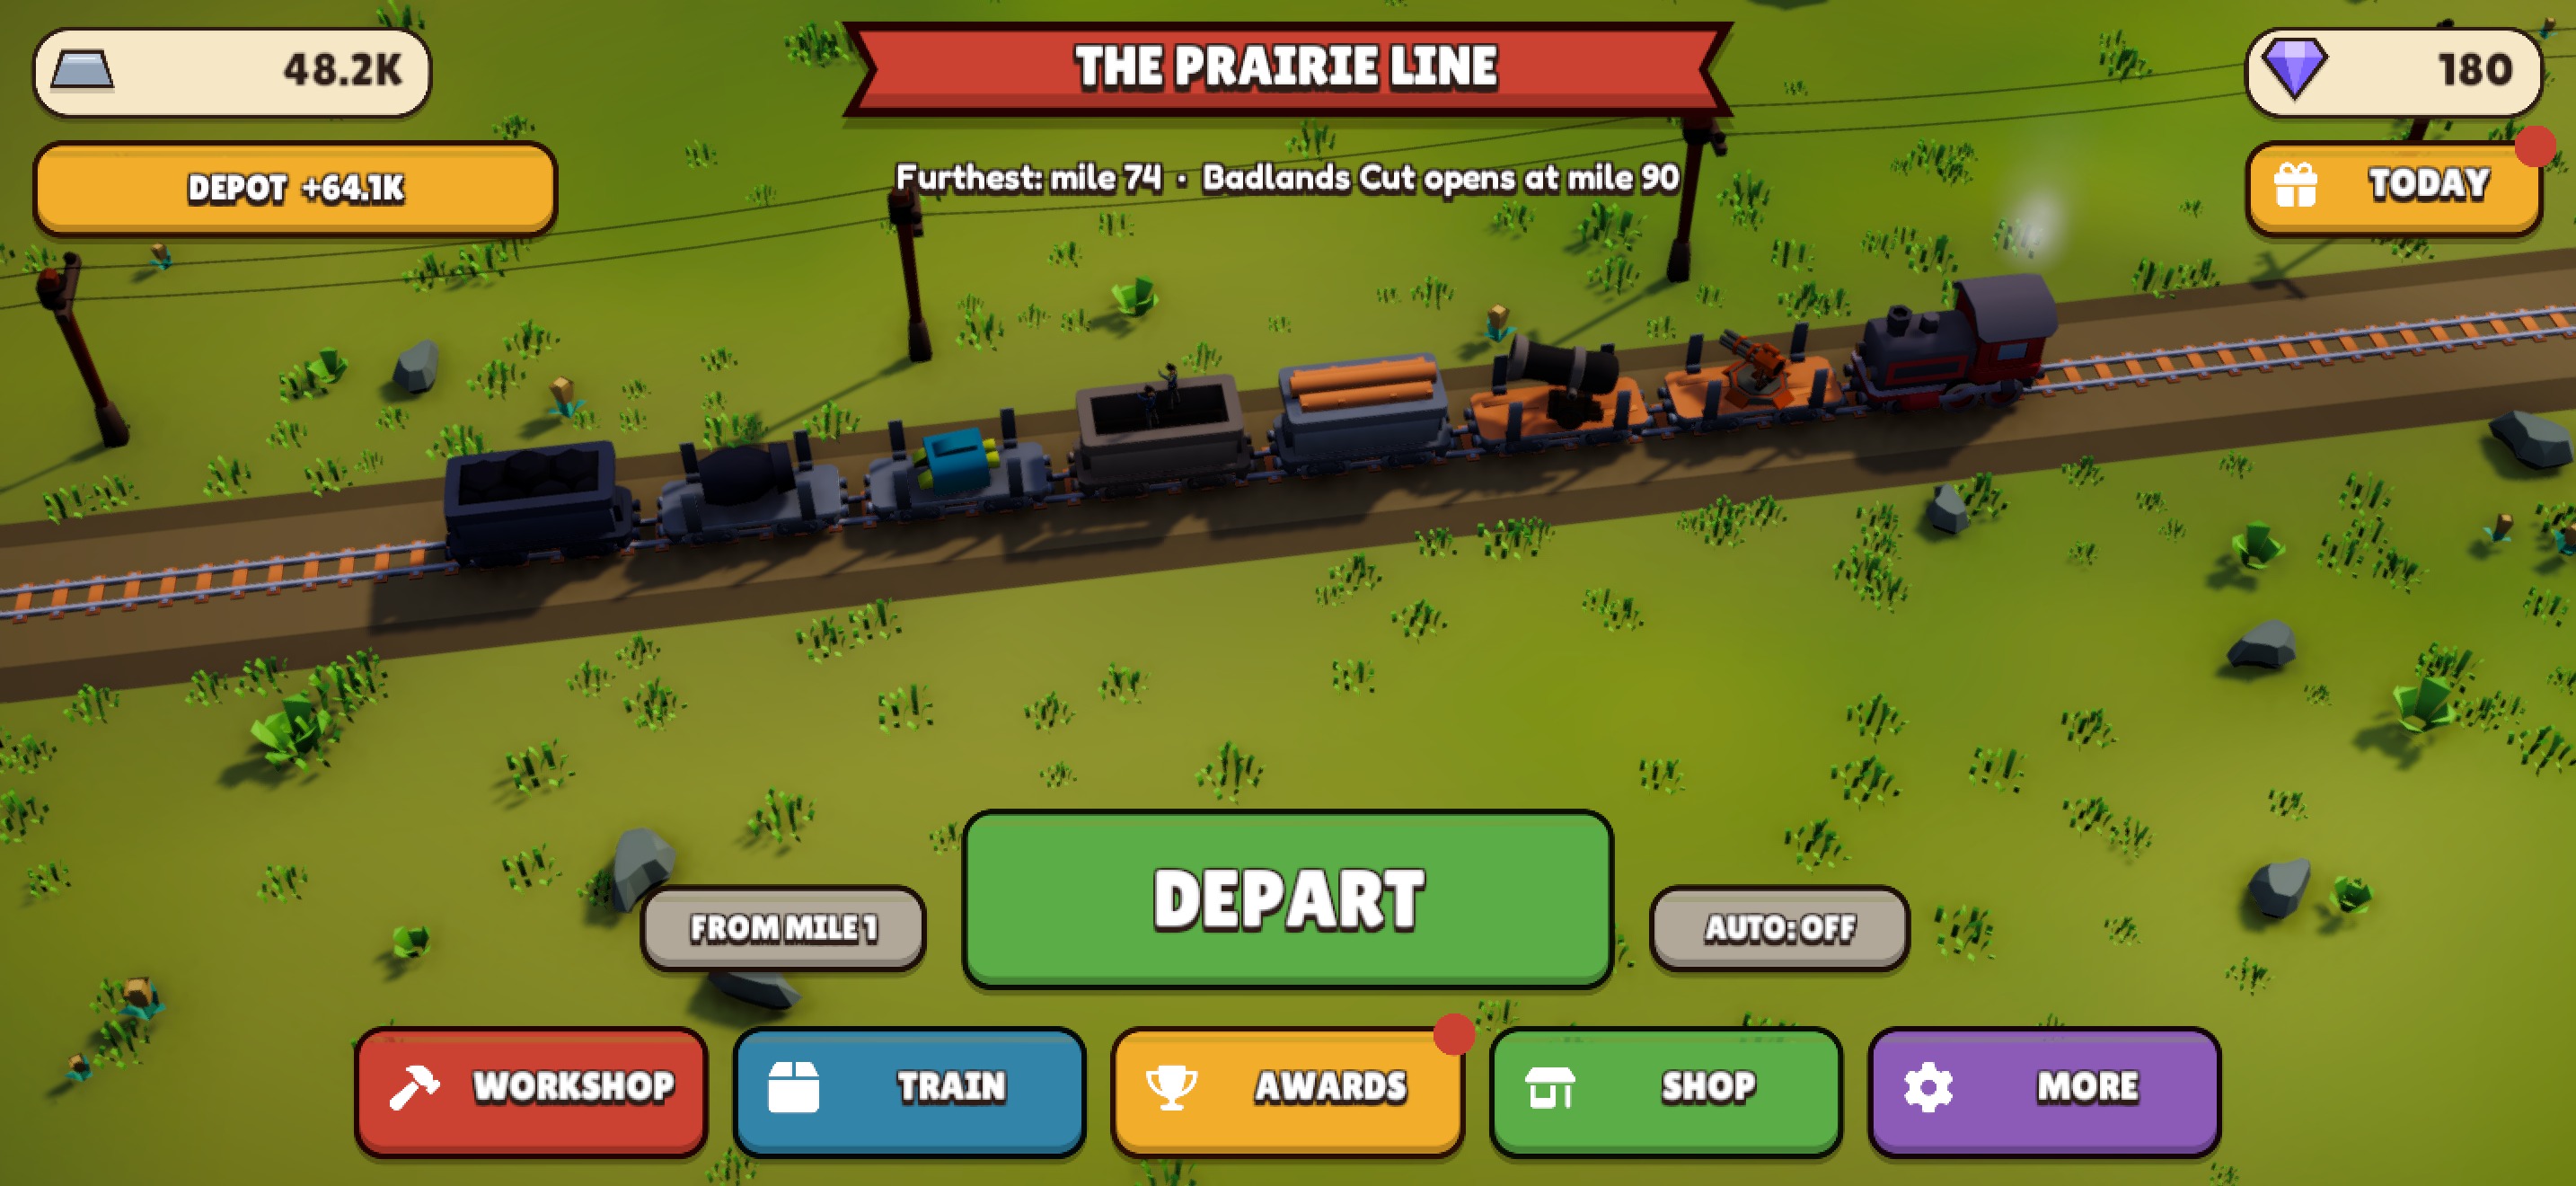 48.2K
THE PRAIRIE LINE
180
DEPOT +64.1K
Furthest: mile 74 · Badlands Cut opens at mile 90
TODAY
DEPART
FROM MILE 1
AUTO: OFF
WORKSHOP
TRAIN
AWARDS
SHOP
MORE